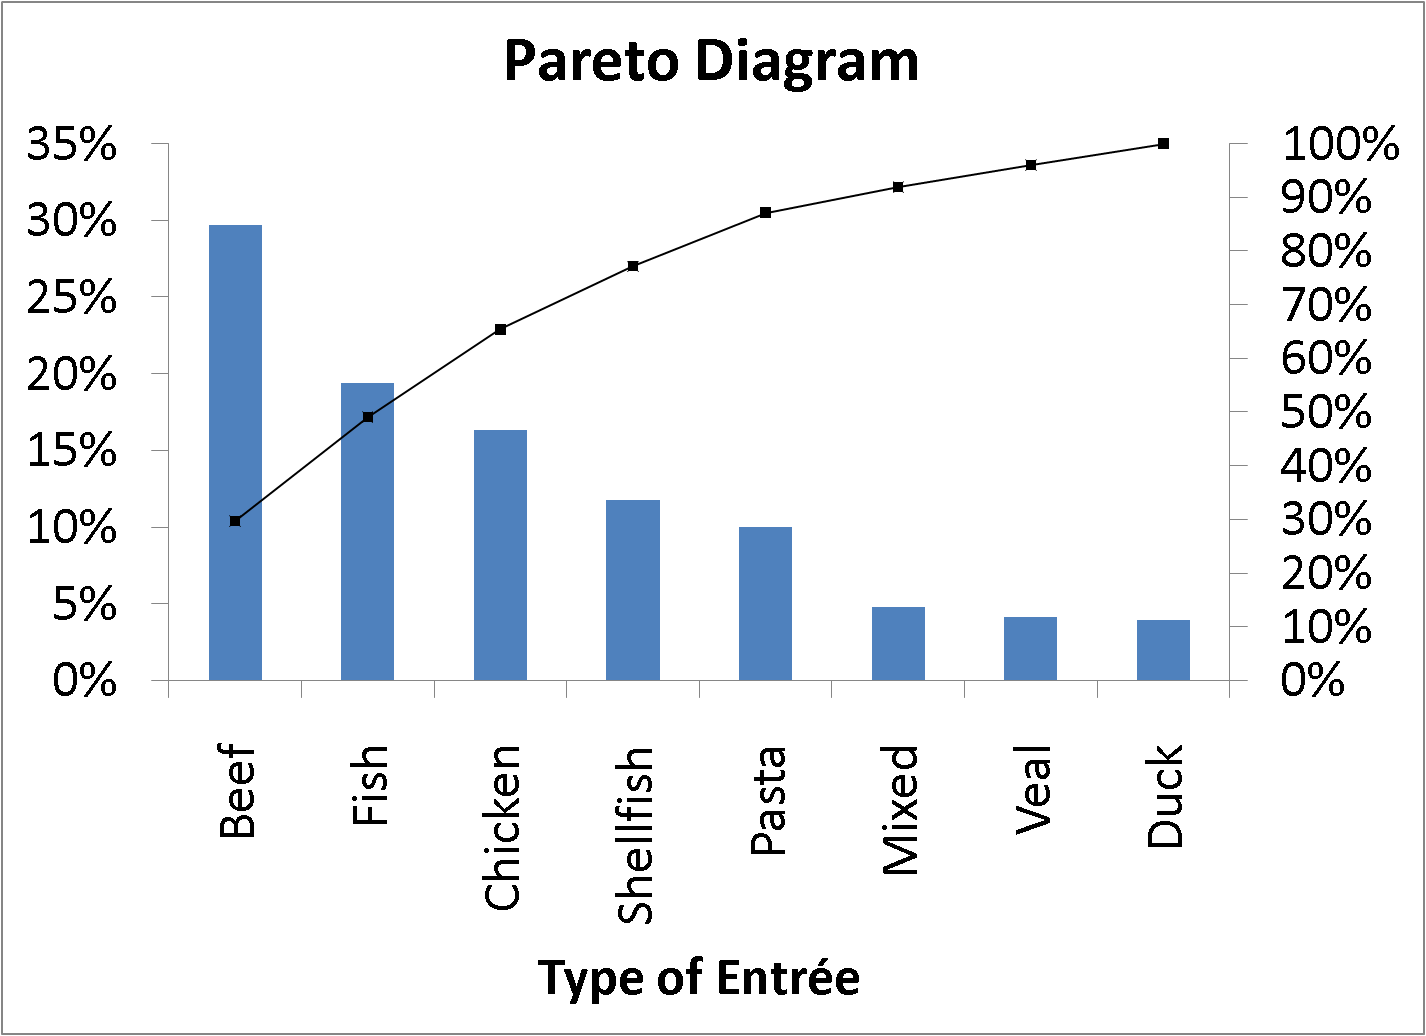 Pareto Diagram
35%
30%
25%
20%
15%
10%
5%
0%
100%
90%
80%
70%
60%
50%
40%
30%
20%
10%
0%
Beef
Fish
Chicken
Shellfish
Pasta
Mixed
Veal
Duck
Type of Entrée